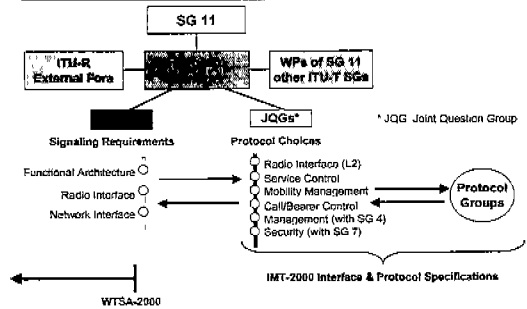 SG 11
ITU-R
External Fora
WPs of SG 11
other ITU-T SGs
JQGs*
* JQG Joint Question Group
Signaling Requirements
Protocol Choices
Functional Architecture
Radio Interface
Network Interface
Radio Interface (L2)
Service Control
Mobility Management
Call/Bearer Control
Management (with SG 4)
Security (with SG 7)
Protocol
Groups
IMT-2000 Interface & Protocol Specifications
WTSA-2000